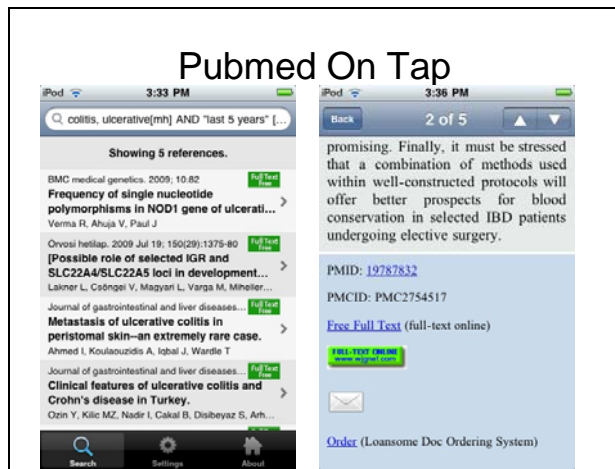 Pubmed On Tap
iPod 3:33 PM
colitis, ulcerative[mh] AND "last 5 years" [...
Showing 5 references.
BMC medical genetics. 2009; 10:82 Full Text Free
Frequency of single nucleotide
polymorphisms in NOD1 gene of ulcerati...
Verma R, Ahuja V, Paul J
Orvosi hetilap. 2009 Jul 19; 150(29):1375-80 Full Text Free
[Possible role of selected IGR and
SLC22A4/SLC22A5 loci in development...
Lakner L, Csöngei V, Magyari L, Varga M, Miheller...
Journal of gastrointestinal and liver diseases... Full Text Free
Metastasis of ulcerative colitis in
peristomal skin--an extremely rare case.
Ahmed I, Koulaouzidis A, Iqbal J, Wardle T
Journal of gastrointestinal and liver diseases... Full Text Free
Clinical features of ulcerative colitis and
Crohn's disease in Turkey.
Ozin Y, Kilic MZ, Nadir I, Cakal B, Disibeyaz S, Arh...
Search Settings About
iPod 3:36 PM
Back 2 of 5
promising. Finally, it must be stressed
that a combination of methods used
within well-constructed protocols will
offer better prospects for blood
conservation in selected IBD patients
undergoing elective surgery.
PMID: 19787832
PMCID: PMC2754517
Free Full Text (full-text online)
FULL-TEXT ONLINE
www.wjgnet.com
Order (Loansome Doc Ordering System)